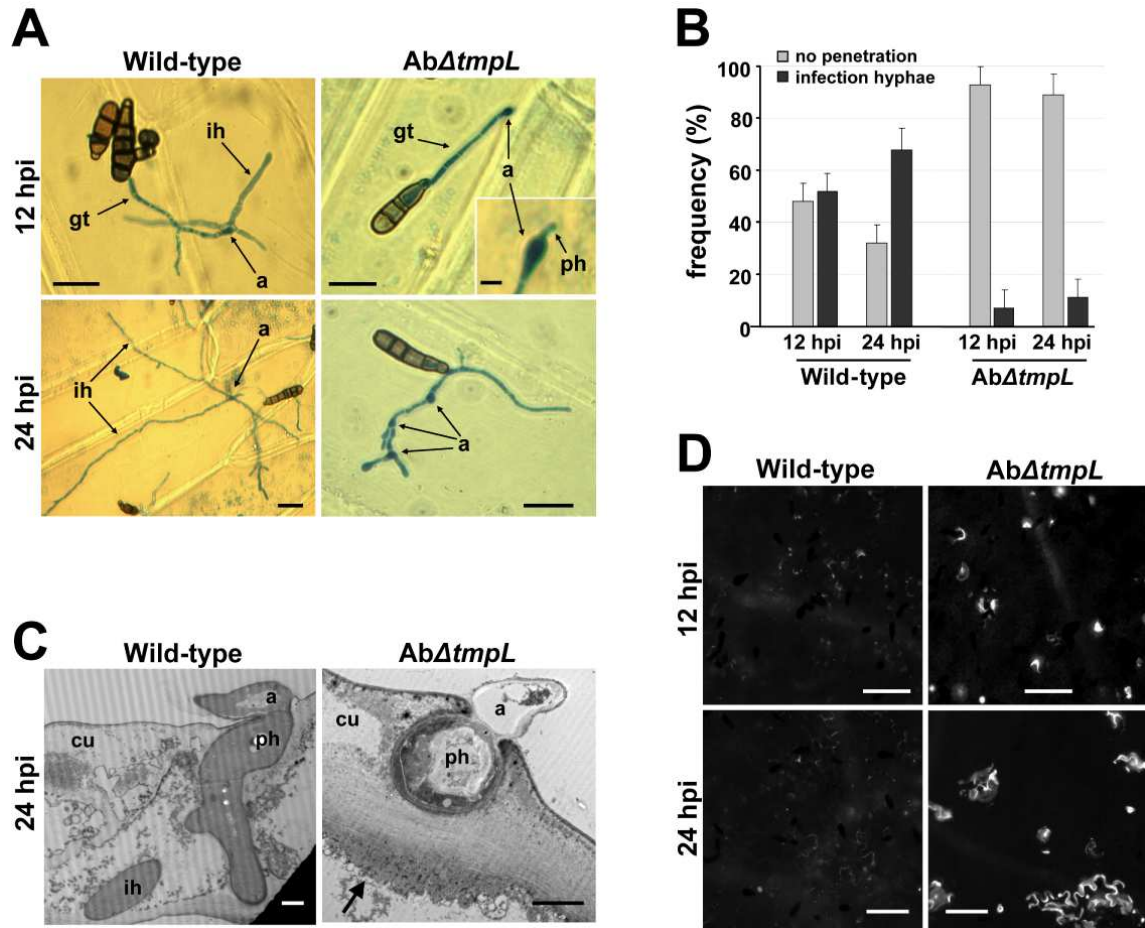 A
Wild-type AbΔtmpL
12 hpi
ih
gt
a
gt
a
ph
24 hpi
a
ih
a
B
no penetration
infection hyphae
frequency (%)
100
80
60
40
20
0
12 hpi 24 hpi 12 hpi 24 hpi
Wild-type AbΔtmpL
C
Wild-type AbΔtmpL
24 hpi
a
cu
ph
ih
a
cu
ph
D
Wild-type AbΔtmpL
12 hpi
24 hpi